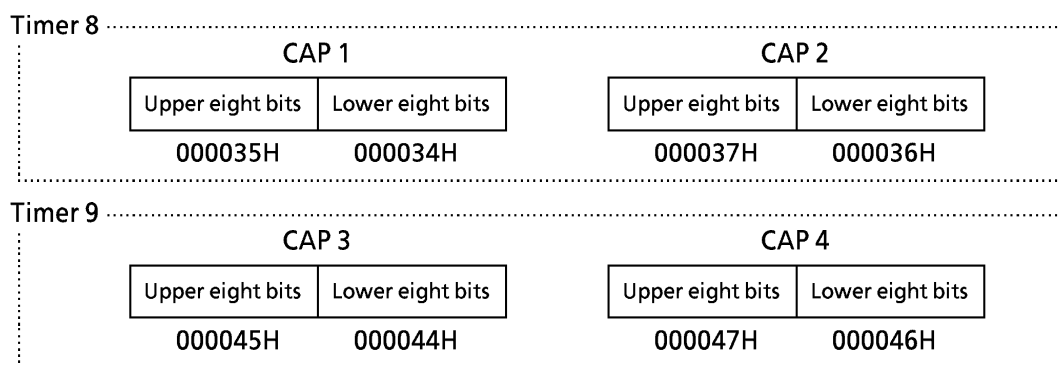 Timer 8
CAP 1 CAP 2
Upper eight bits Lower eight bits Upper eight bits Lower eight bits
000035H 000034H 000037H 000036H
Timer 9
CAP 3 CAP 4
Upper eight bits Lower eight bits Upper eight bits Lower eight bits
000045H 000044H 000047H 000046H